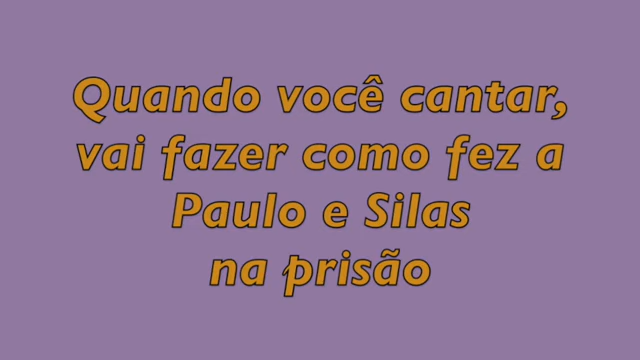 Quando você cantar,
vai fazer como fez a
Paulo e Silas
na prisão